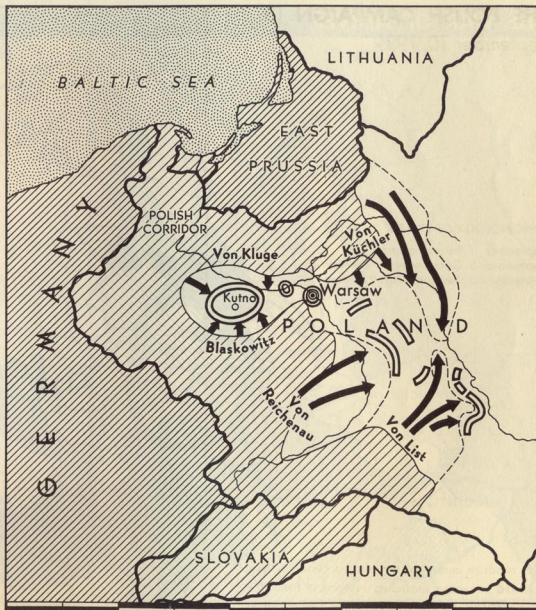 LITHUANIA
BALTIC SEA
EAST
PRUSSIA
GERMANY
POLISH
CORRIDOR
Von Kluge
Von
Küchler
Kutno
Warsaw
POLAND
Blaskowitz
Von
Reichenau
Von List
SLOVAKIA
HUNGARY